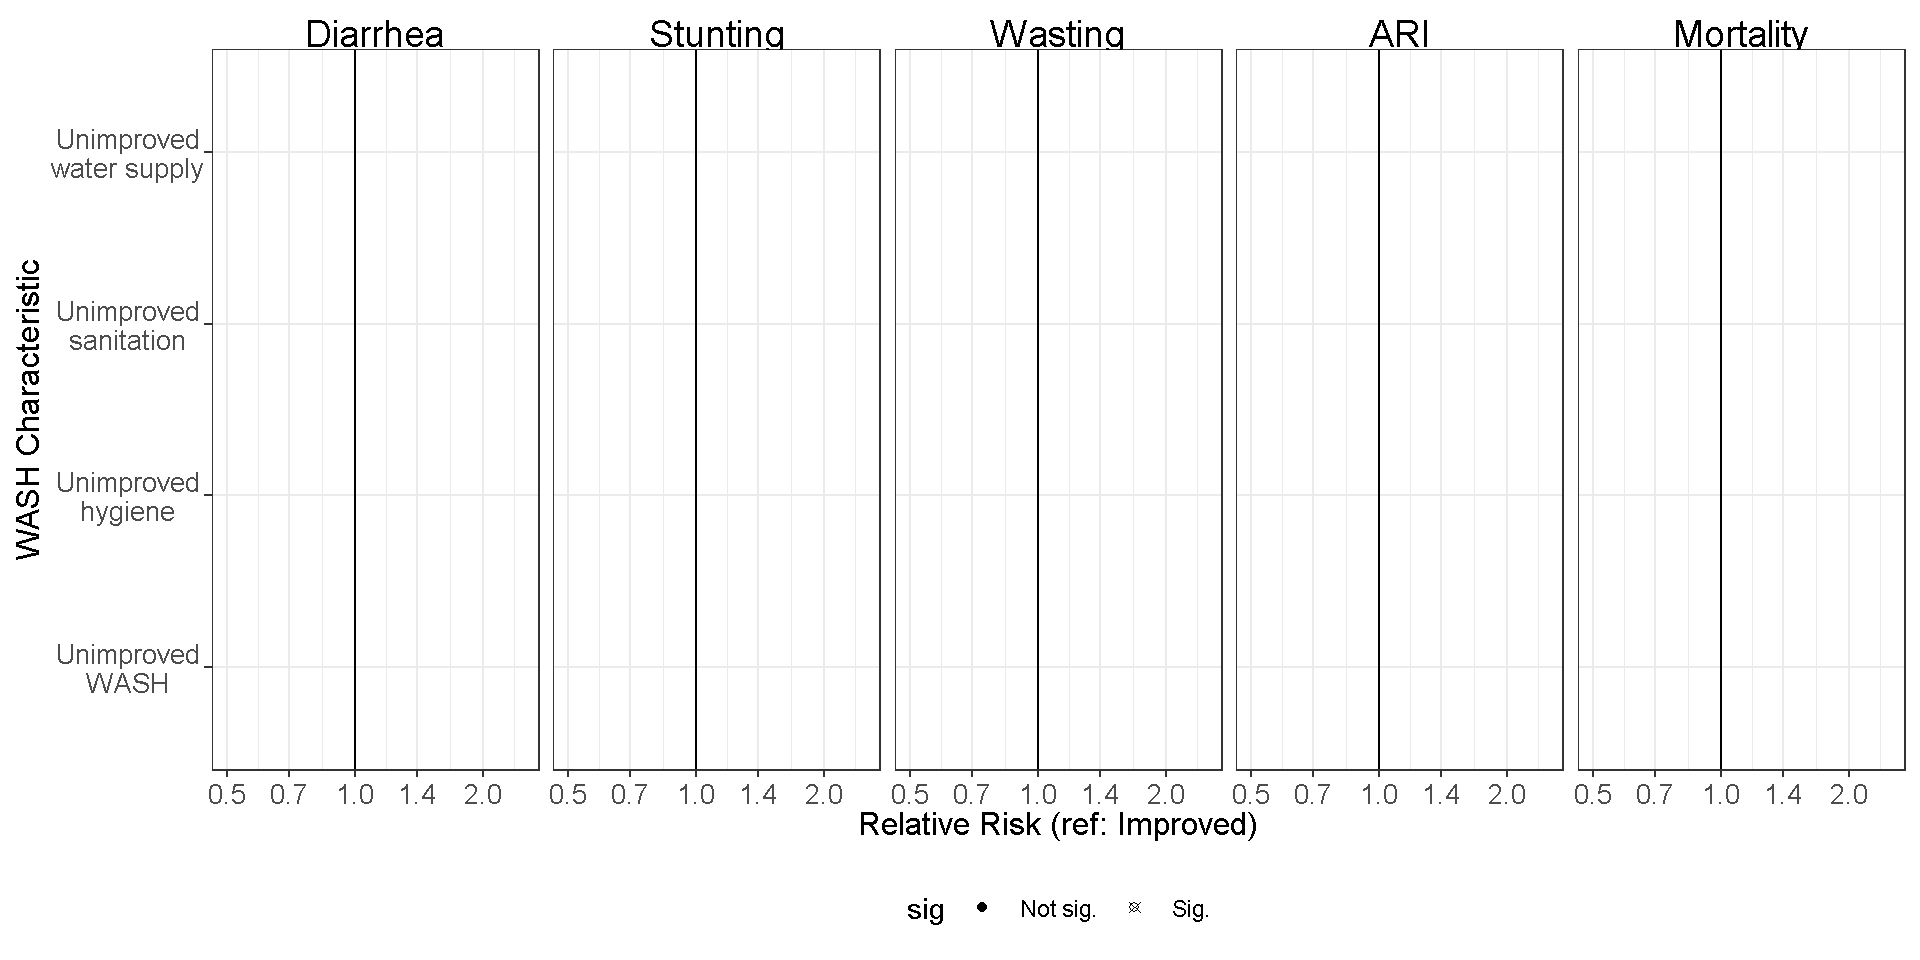 Diarrhea Stunting Wasting ARI Mortality
WASH Characteristic
Unimproved
water supply
Unimproved
sanitation
Unimproved
hygiene
Unimproved
WASH
0.5 0.7 1.0 1.4 2.0 0.5 0.7 1.0 1.4 2.0 0.5 0.7 1.0 1.4 2.0 0.5 0.7 1.0 1.4 2.0 0.5 0.7 1.0 1.4 2.0
Relative Risk (ref: Improved)
sig Not sig. Sig.